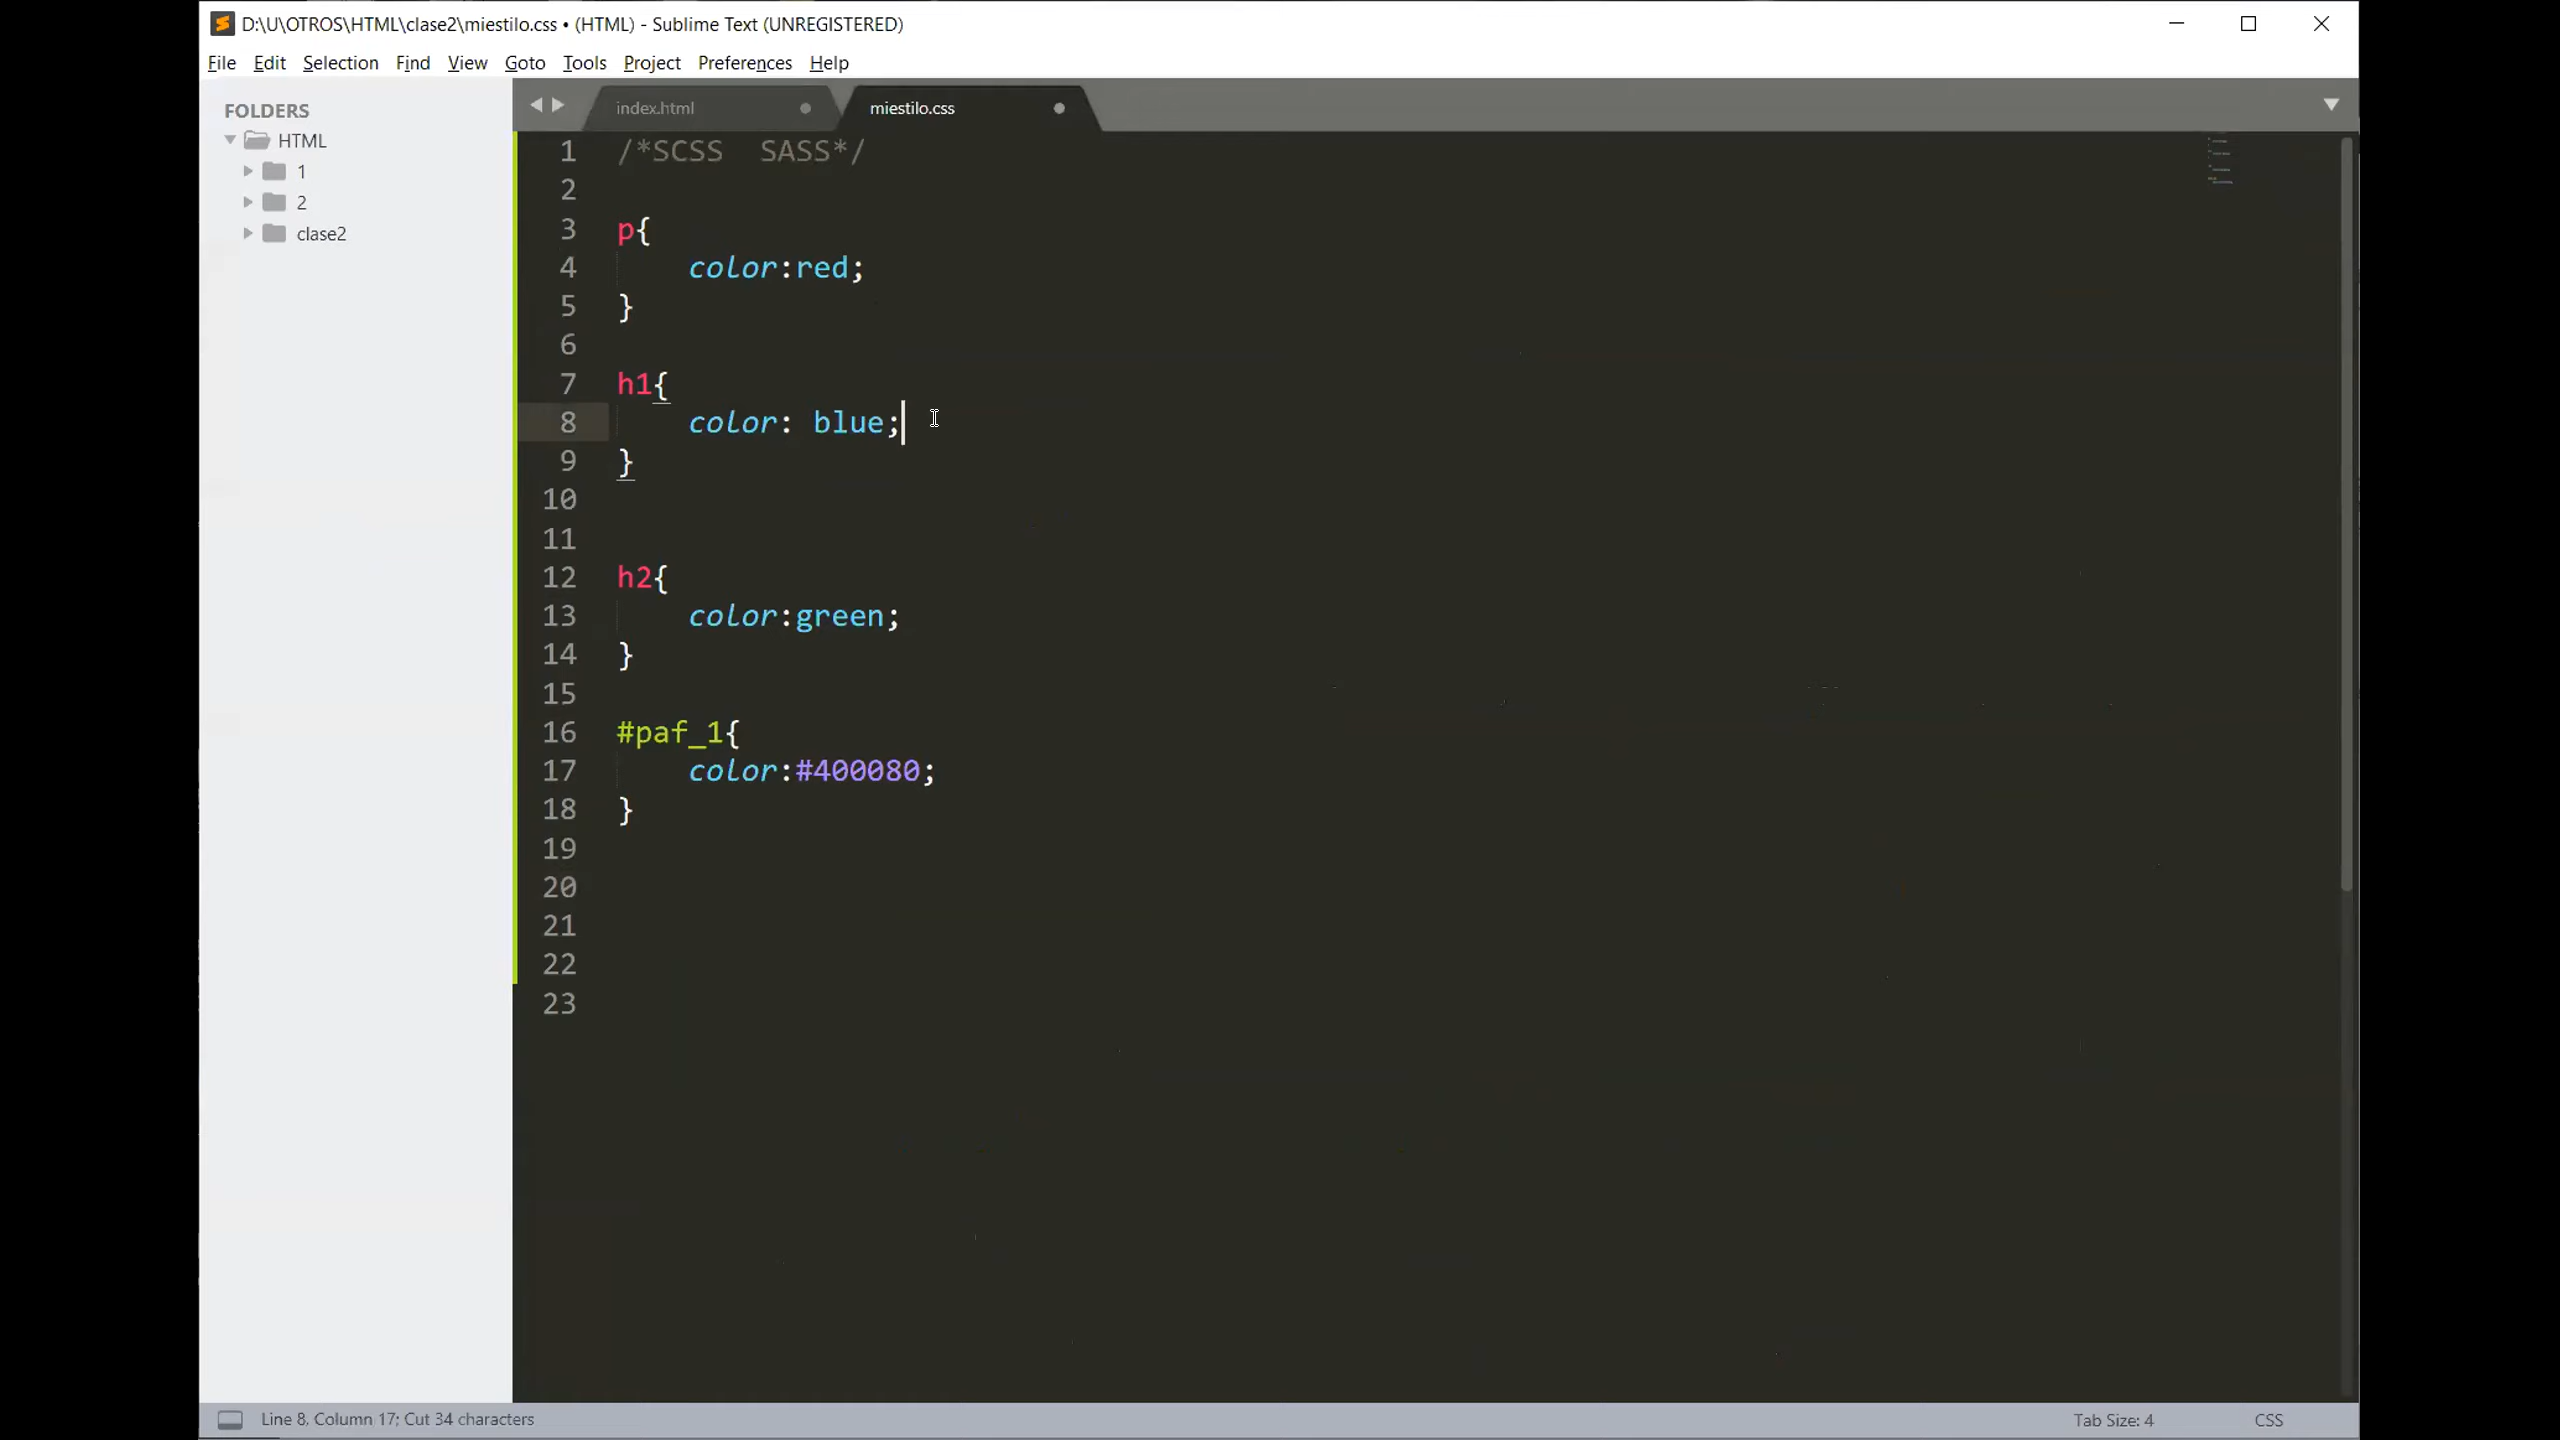 D:\U\OTROS\HTML\clase2\miestilo.css • (HTML) - Sublime Text (UNREGISTERED)
File Edit Selection Find View Goto Tools Project Preferences Help
FOLDERS
HTML
1
2
clase2
index.html
miestilo.css
1 /*SCSS  SASS*/
2
3 p{
4     color:red;
5 }
6
7 h1{
8     color: blue;
9 }
10
11
12 h2{
13     color:green;
14 }
15
16 #paf_1{
17     color:#400080;
18 }
19
20
21
22
23
Line 8, Column 17; Cut 34 characters
Tab Size: 4
CSS